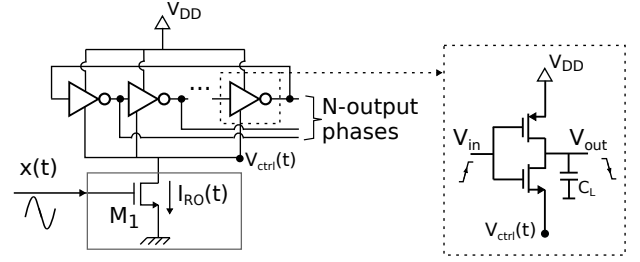 V_DD
...
N-output
phases
V_ctrl(t)
x(t)
I_RO(t)
M_1
V_DD
V_in
V_out
C_L
V_ctrl(t)